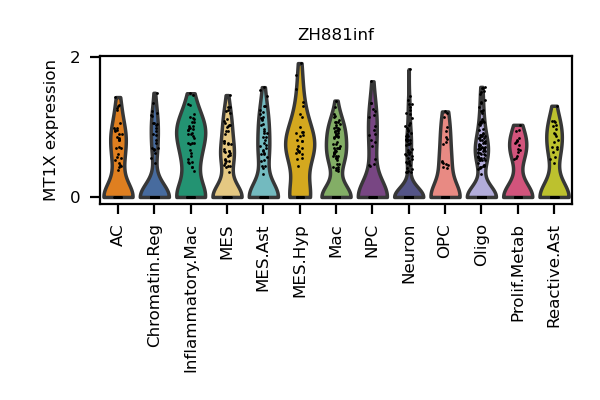 ZH881inf
MT1X expression
2
0
AC
Chromatin.Reg
Inflammatory.Mac
MES
MES.Ast
MES.Hyp
Mac
NPC
Neuron
OPC
Oligo
Prolif.Metab
Reactive.Ast